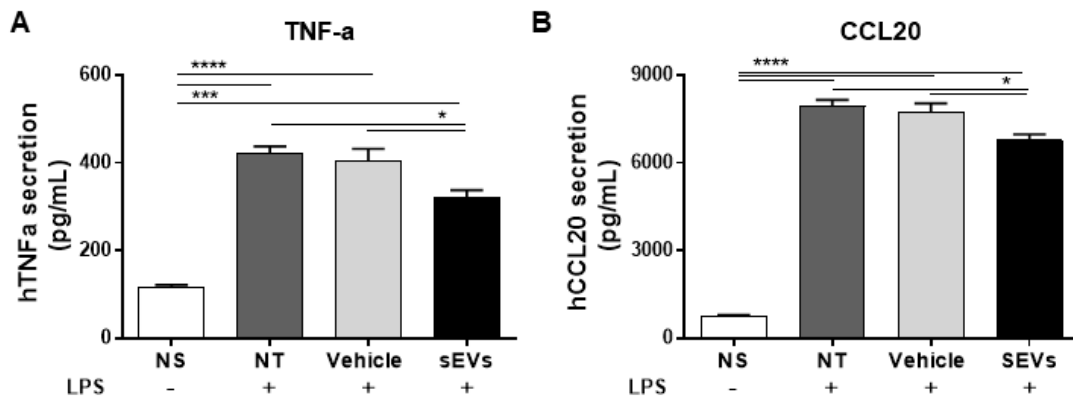 A
TNF-a
hTNFa secretion
(pg/mL)
600
400
200
0
****
***
*
NS NT Vehicle sEVs
LPS - + + +
B
CCL20
hCCL20 secretion
(pg/mL)
9000
6000
3000
0
****
*
NS NT Vehicle SEVs
LPS - + + +